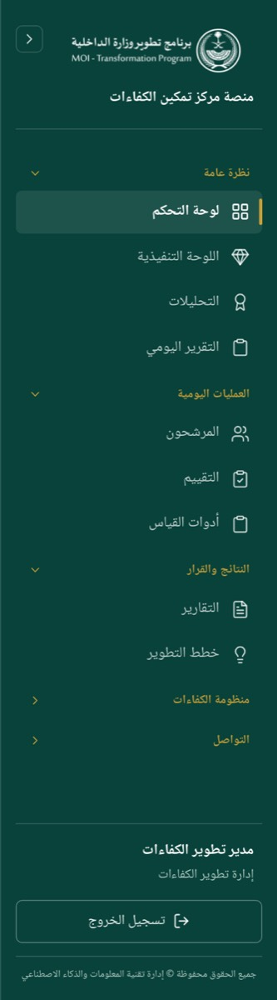 برنامج تطوير وزارة الداخلية
MOI - Transformation Program
منصة مركز تمكين الكفاءات
نظرة عامة
لوحة التحكم
اللوحة التنفيذية
التحليلات
التقرير اليومي
العمليات اليومية
المرشحون
التقييم
أدوات القياس
النتائج والقرار
التقارير
خطط التطوير
منظومة الكفاءات
التواصل
مدير تطوير الكفاءات
إدارة تطوير الكفاءات
تسجيل الخروج
جميع الحقوق محفوظة © إدارة تقنية المعلومات والذكاء الاصطناعي